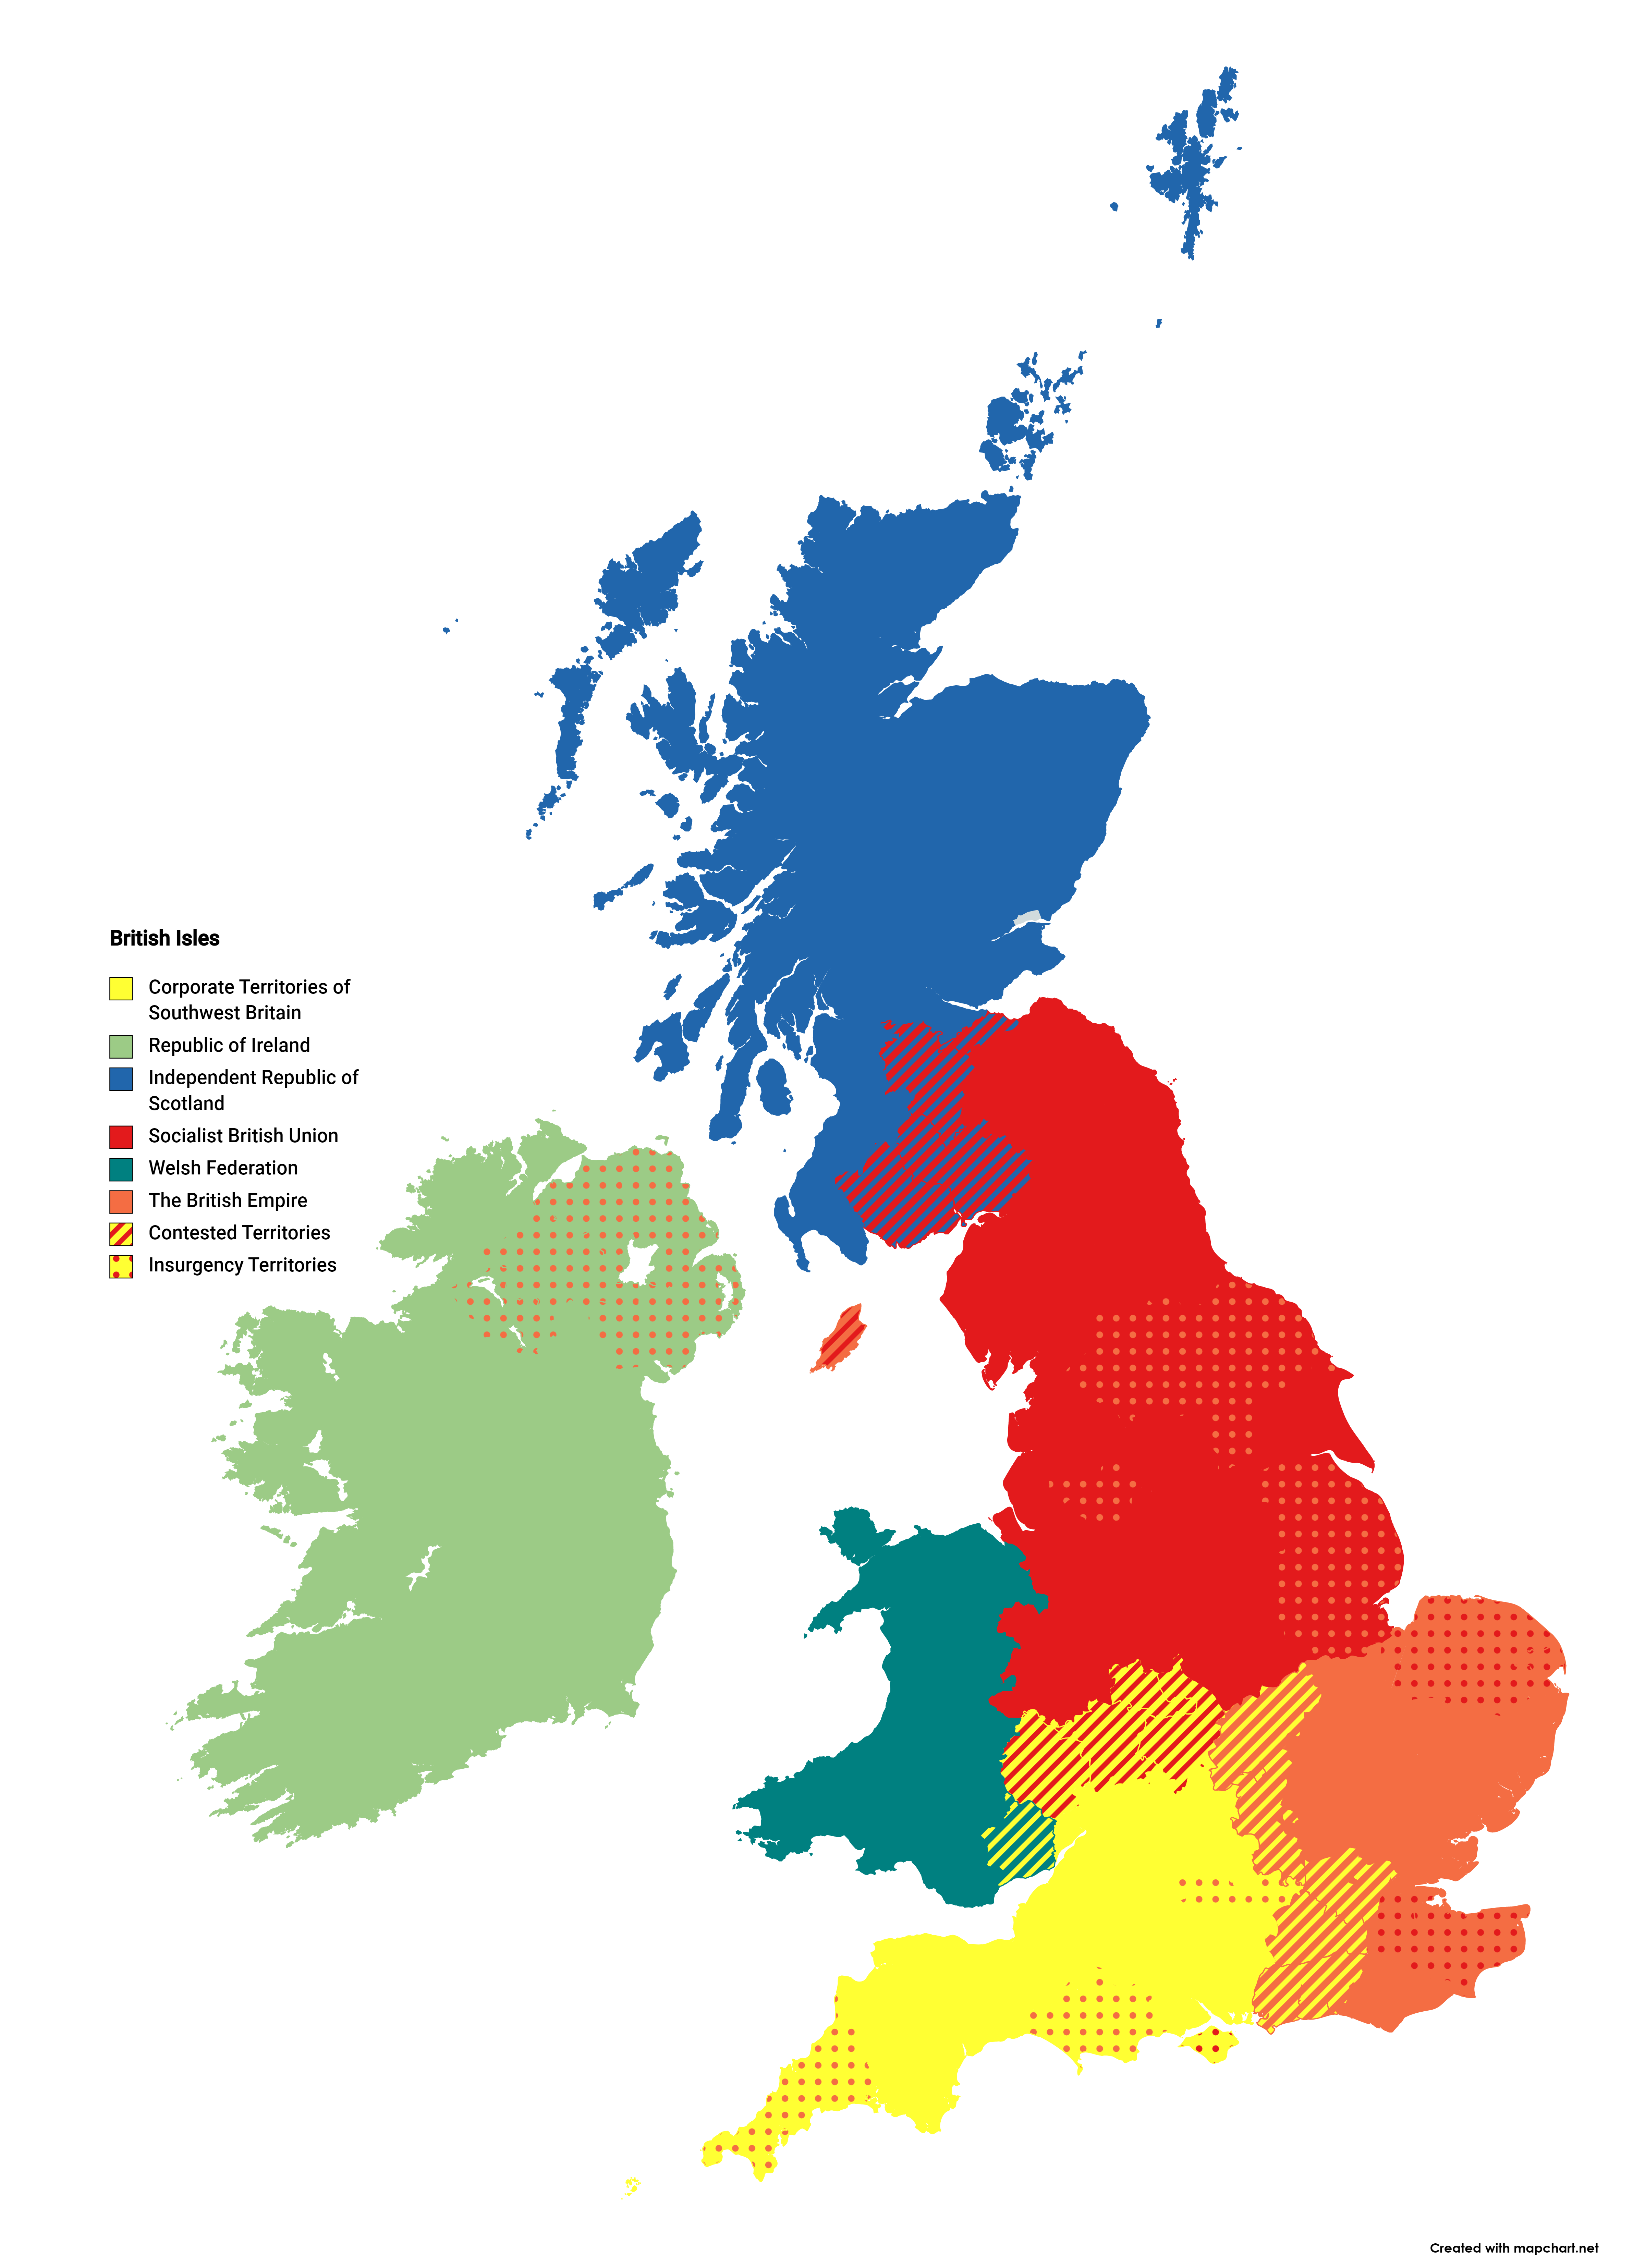 British Isles
Corporate Territories of
Southwest Britain
Republic of Ireland
Independent Republic of
Scotland
Socialist British Union
Welsh Federation
The British Empire
Contested Territories
Insurgency Territories
Created with mapchart.net